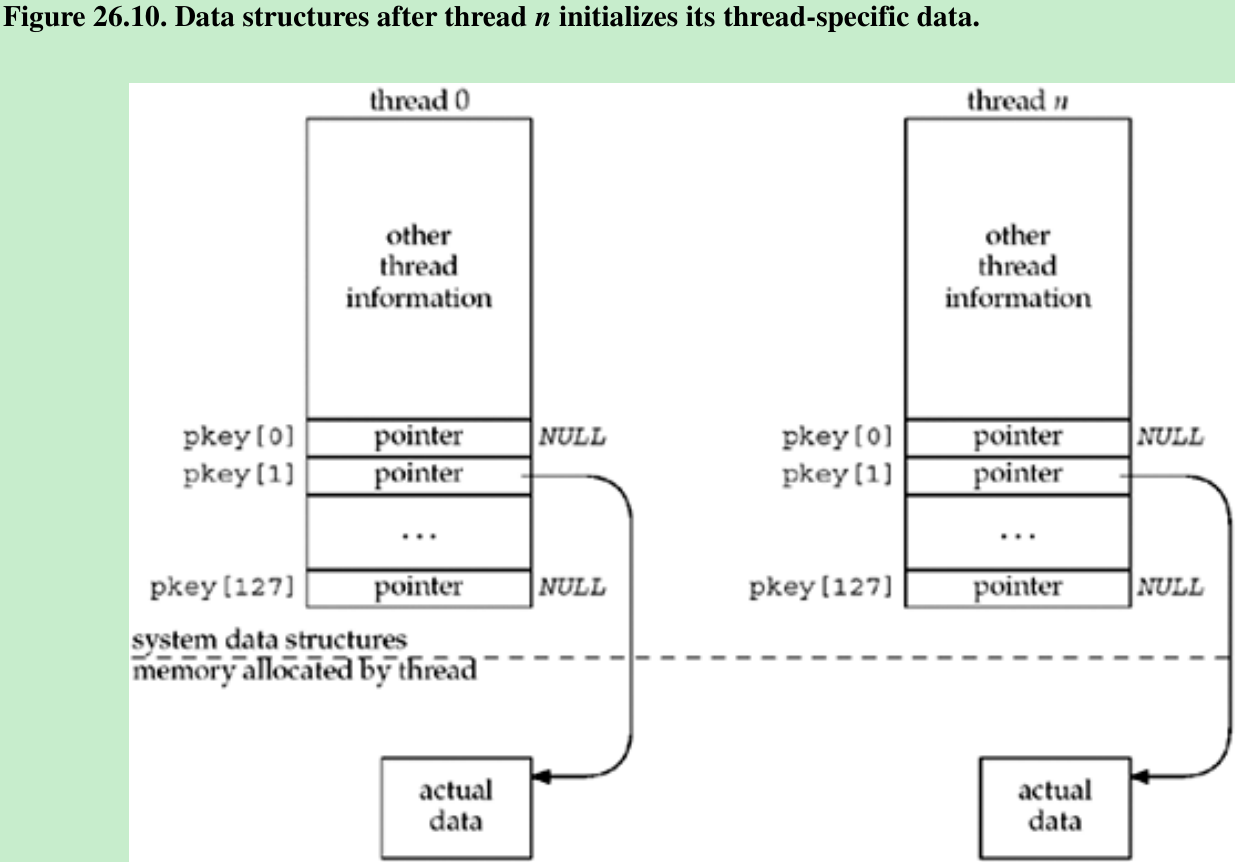 Figure 26.10. Data structures after thread n initializes its thread-specific data.
thread 0
thread n
other
thread
information
other
thread
information
pkey[0]
pointer
NULL
pkey[0]
pointer
NULL
pkey[1]
pointer
pkey[1]
pointer
...
...
pkey[127]
pointer
NULL
pkey[127]
pointer
NULL
system data structures
memory allocated by thread
actual
data
actual
data